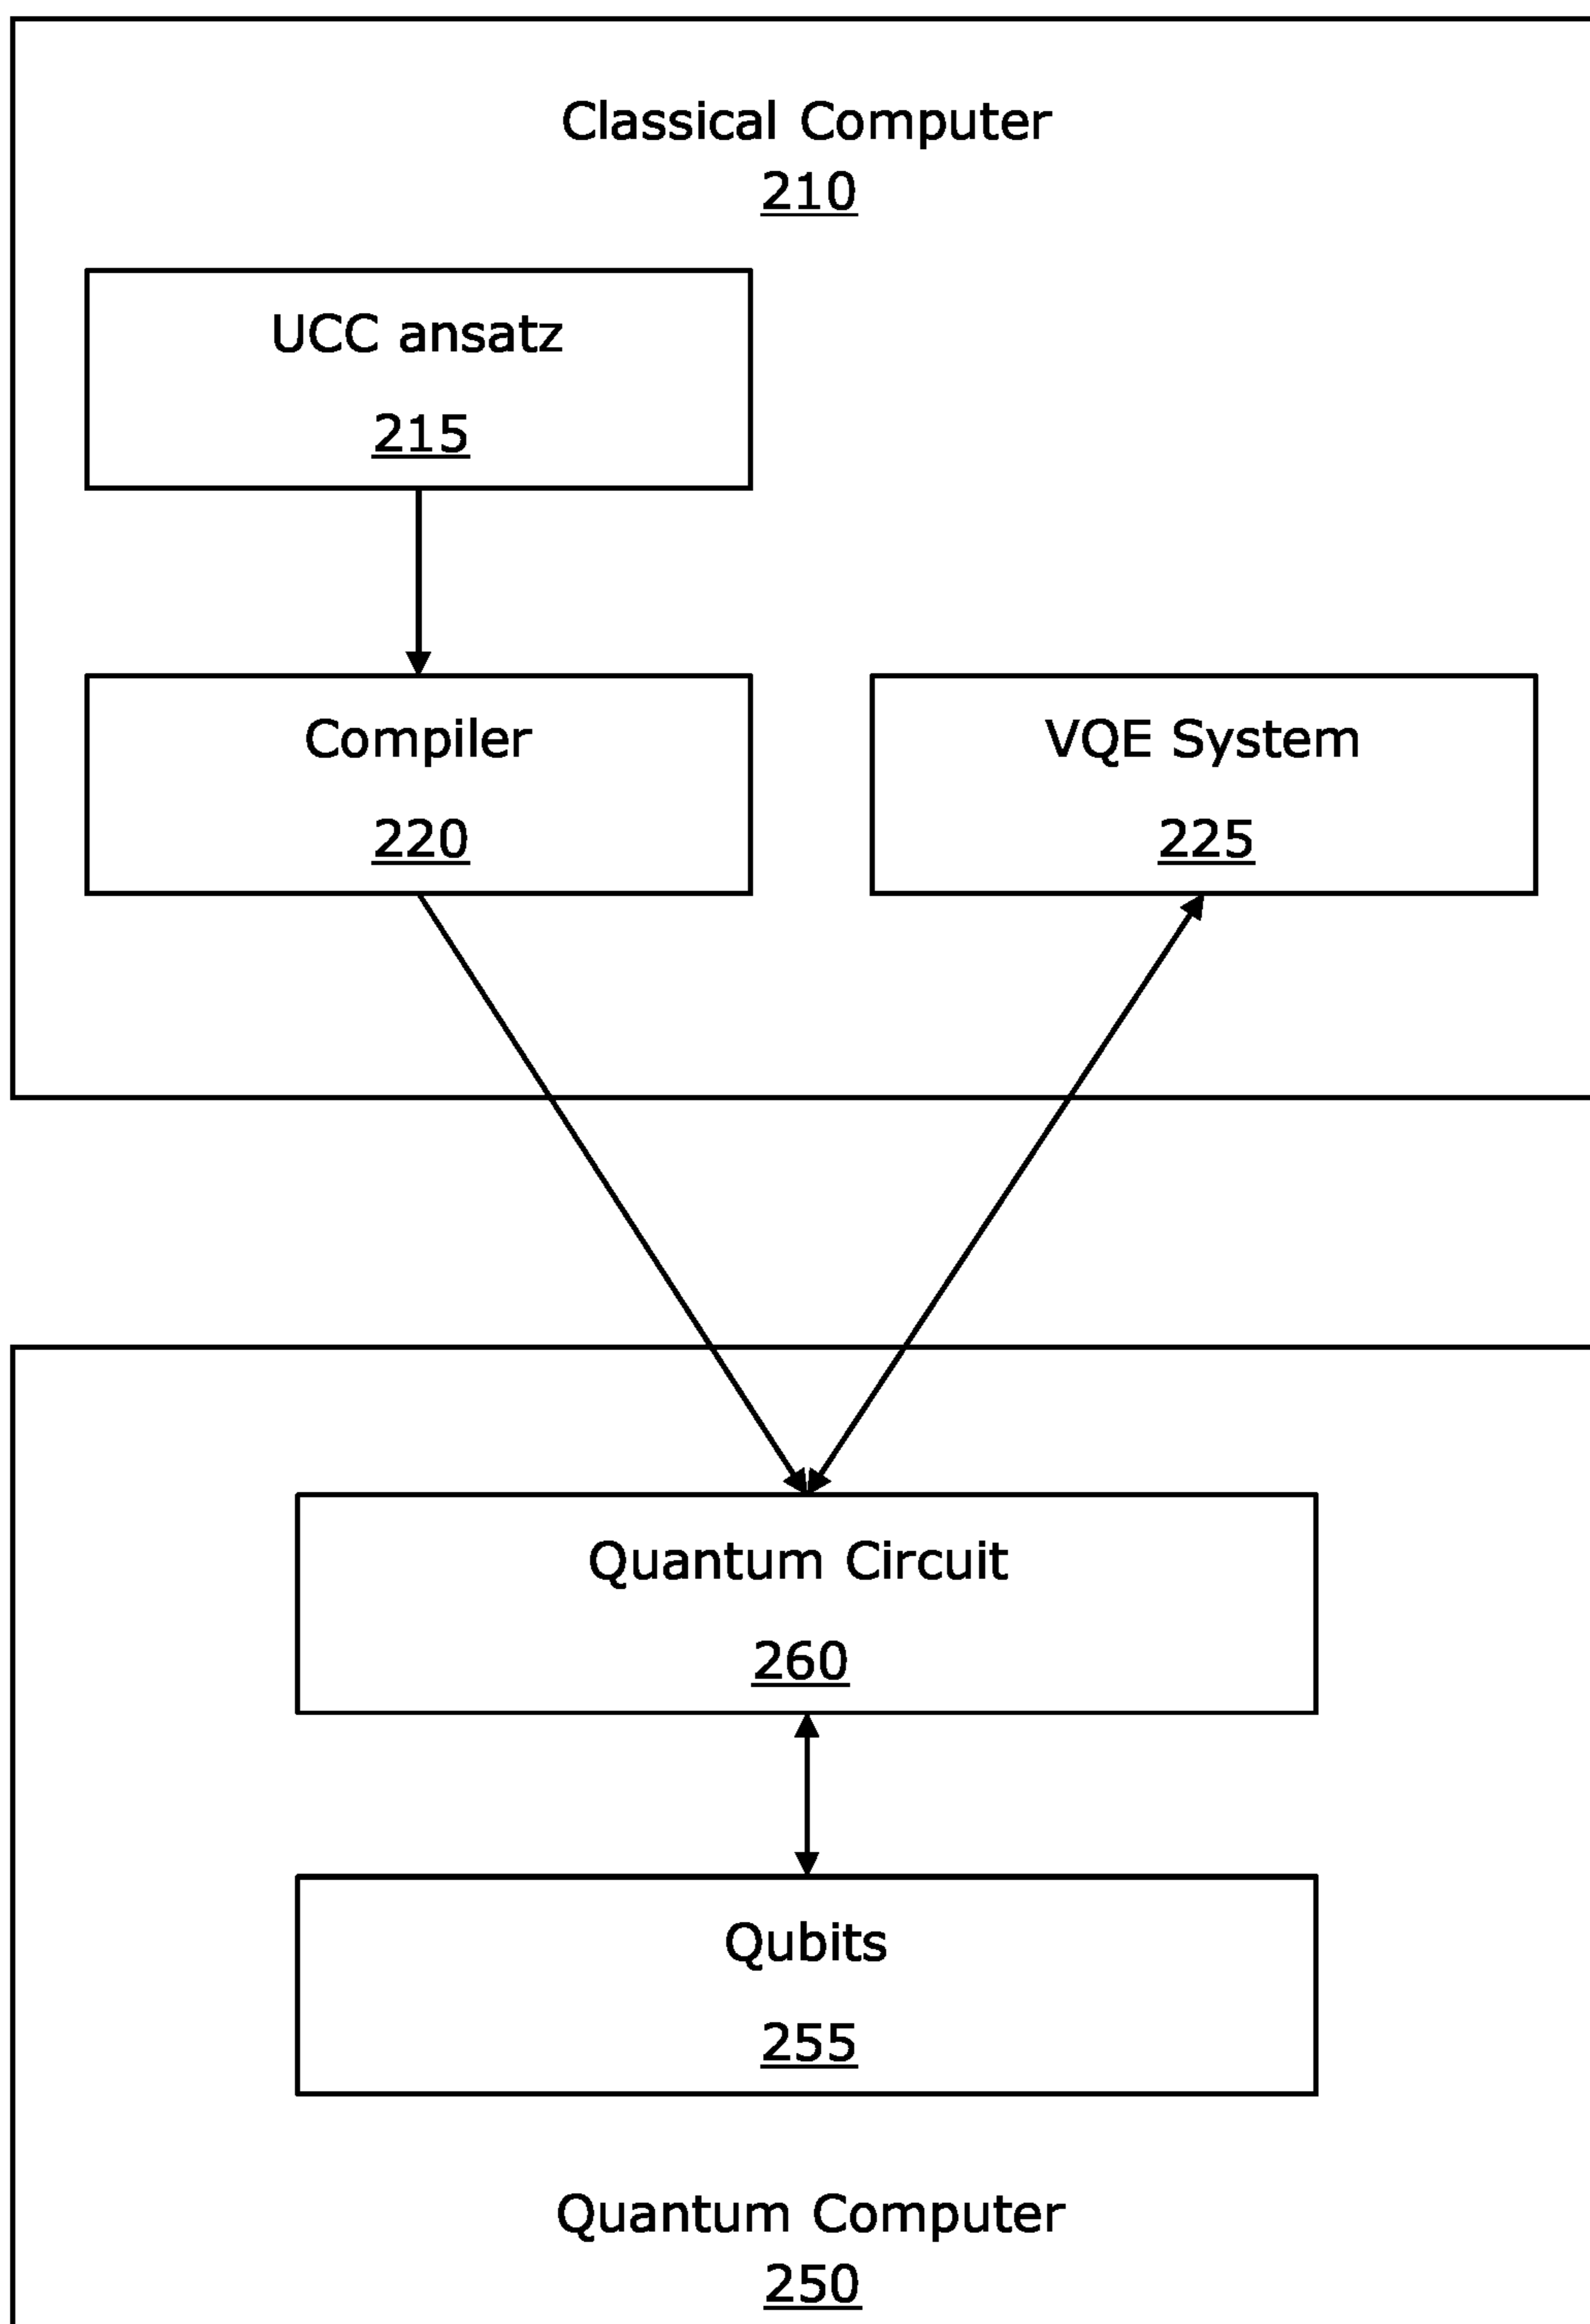 Classical Computer
210
UCC ansatz
215
Compiler
220
VQE System
225
Quantum Circuit
260
Qubits
255
Quantum Computer
250